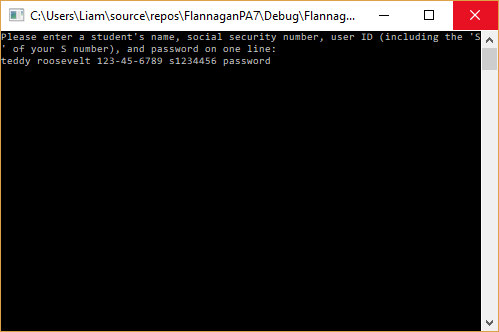 C:\Users\Liam\source\repos\FlannaganPA7\Debug\Flannag...
Please enter a student's name, social security number, user ID (including the 'S
' of your S number), and password on one line:
teddy roosevelt 123-45-6789 s1234456 password